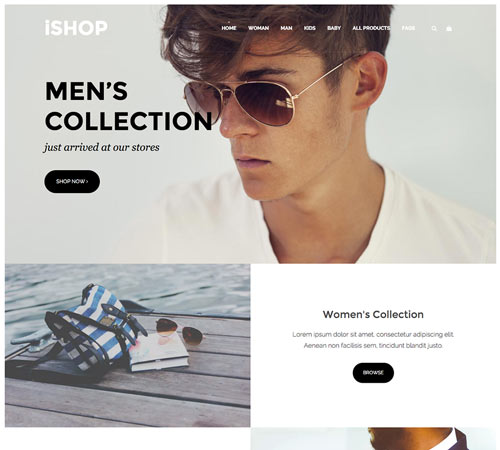 iSHOP
HOME WOMAN MAN KIDS BABY ALL PRODUCTS FAQS
MEN'S
COLLECTION
just arrived at our stores
SHOP NOW ›
Women's Collection
Lorem ipsum dolor sit amet, consectetur adipiscing elit.
Aenean non facilisis sem, tincidunt blandit justo.
BROWSE